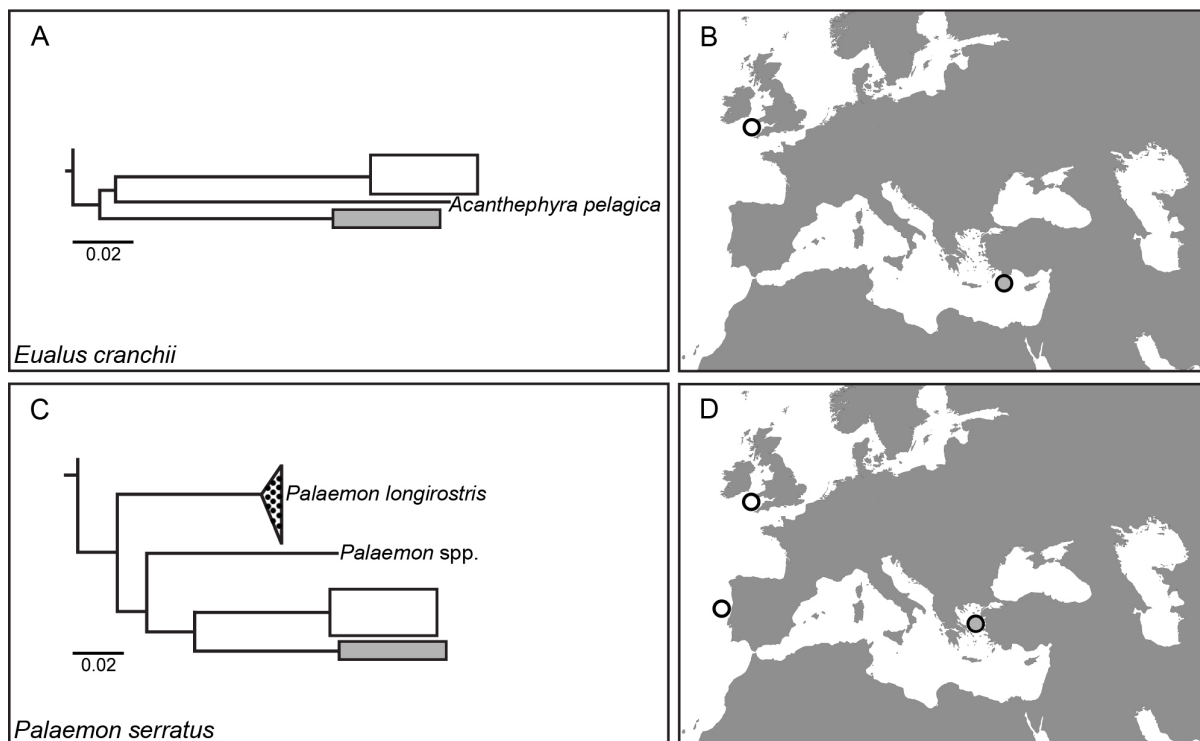 A
Acanthephyra pelagica
0.02
Eualus cranchii
B
C
Palaemon longirostris
Palaemon spp.
0.02
Palaemon serratus
D